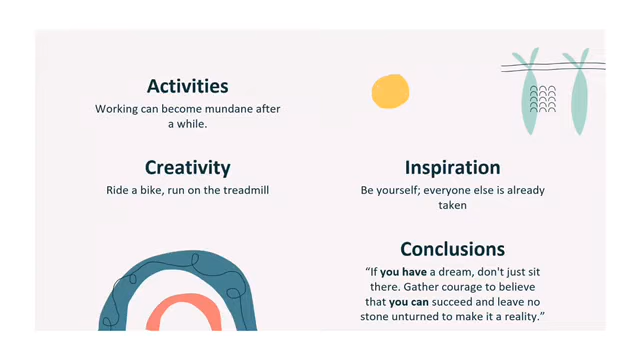 Activities
Working can become mundane after
a while.
Creativity
Ride a bike, run on the treadmill
Inspiration
Be yourself; everyone else is already
taken
Conclusions
“If you have a dream, don't just sit
there. Gather courage to believe
that you can succeed and leave no
stone unturned to make it a reality.”